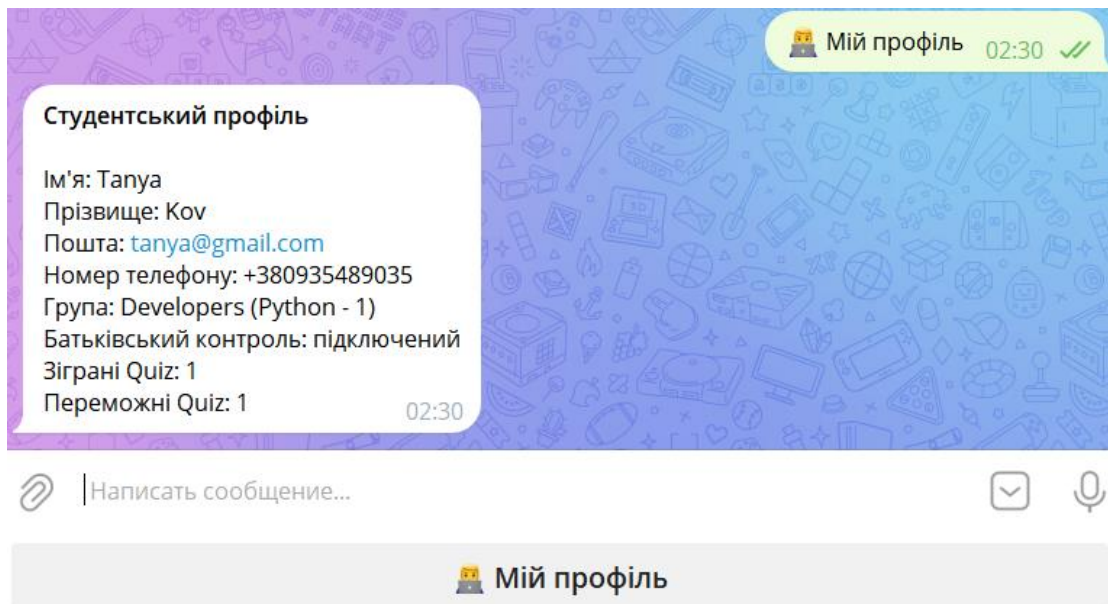 Мій профіль 02:30
Студентський профіль
Ім'я: Tanya
Прізвище: Kov
Пошта: tanya@gmail.com
Номер телефону: +380935489035
Група: Developers (Python - 1)
Батьківський контроль: підключений
Зіграні Quiz: 1
Переможні Quiz: 1
02:30
Написать сообщение...
Мій профіль